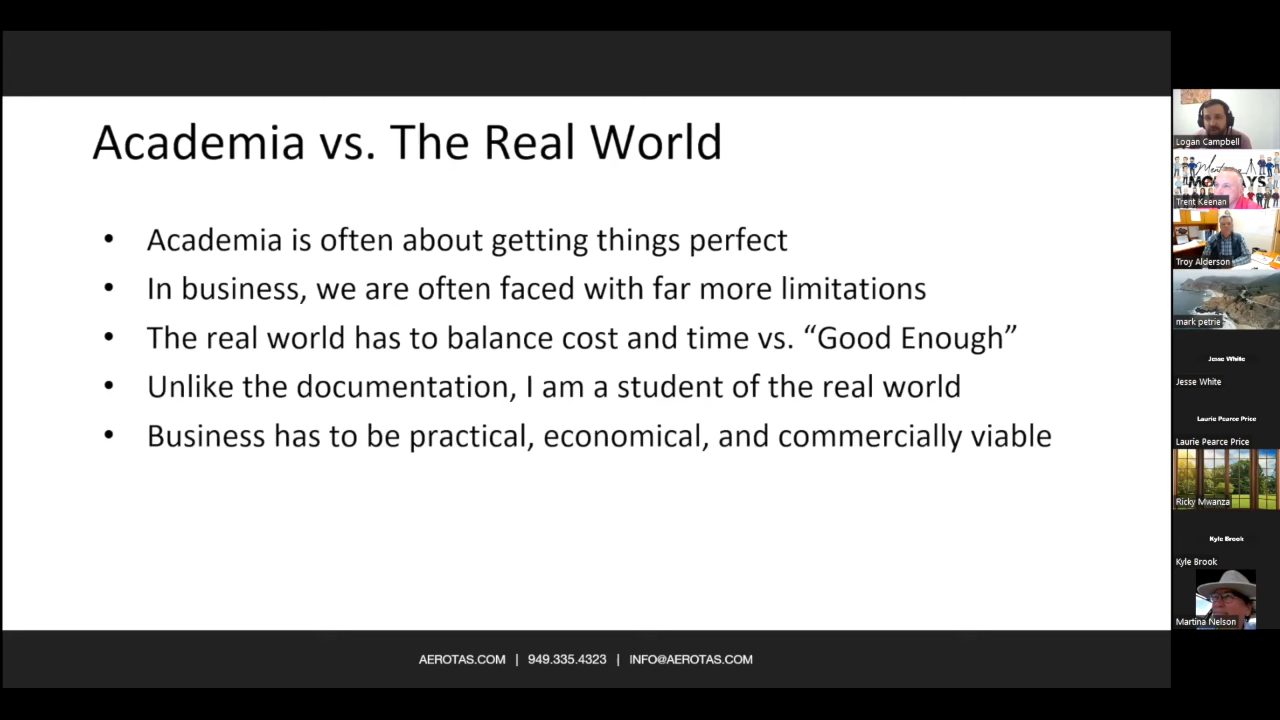 Academia vs. The Real World
• Academia is often about getting things perfect
• In business, we are often faced with far more limitations
• The real world has to balance cost and time vs. “Good Enough”
• Unlike the documentation, I am a student of the real world
• Business has to be practical, economical, and commercially viable
AEROTAS.COM | 949.335.4323 | INFO@AEROTAS.COM
Logan Campbell
Trent Keenan
Troy Alderson
mark petrie
Jesse White
Jesse White
Laurie Pearce Price
Laurie Pearce Price
Ricky Mwanza
Kyle Brook
Kyle Brook
Martina Nelson